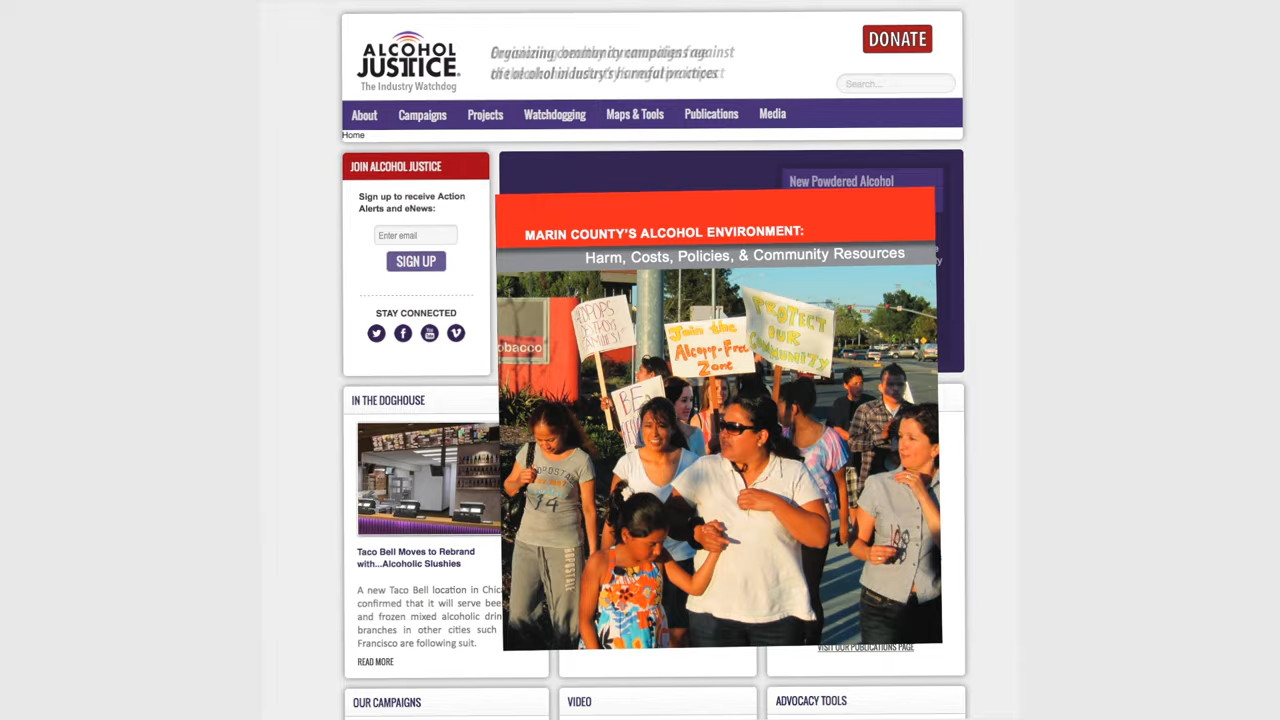 ALCOHOL
JUSTICE
The Industry Watchdog
DONATE
Search...
About Campaigns Projects Watchdogging Maps & Tools Publications Media
Home
JOIN ALCOHOL JUSTICE
Sign up to receive Action
Alerts and eNews:
Enter email
SIGN UP
STAY CONNECTED
New Powdered Alcohol
MARIN COUNTY'S ALCOHOL ENVIRONMENT:
Harm, Costs, Policies, & Community Resources
obacco
Join the
Alcopop-Free
Zone
PROTECT
OUR
COMMUNITY
BE
IN THE DOGHOUSE
Taco Bell Moves to Rebrand
with...Alcoholic Slushies
A new Taco Bell location in
confirmed that it will serve
and frozen mixed alcoholic
branches in other cities such
Francisco are following suit.
READ MORE
VISIT OUR PUBLICATIONS PAGE
OUR CAMPAIGNS
VIDEO
ADVOCACY TOOLS